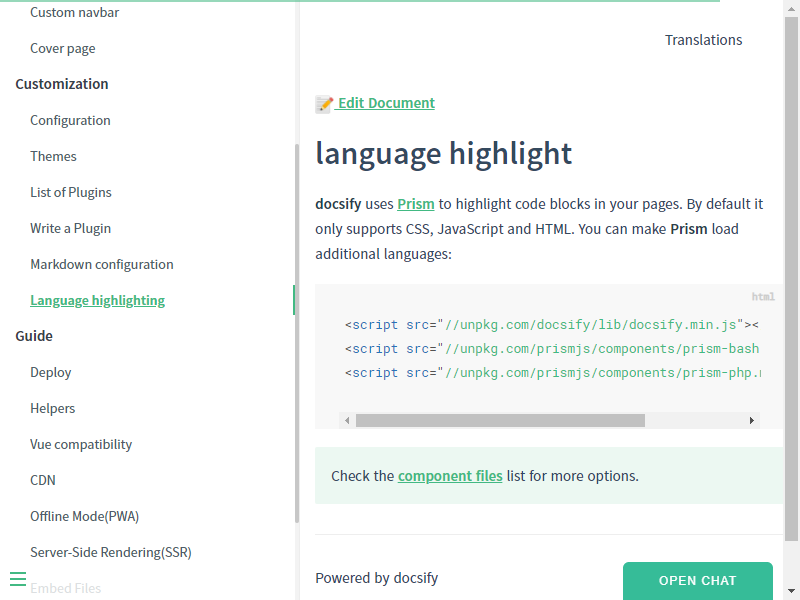 Custom navbar
Cover page
Customization
Configuration
Themes
List of Plugins
Write a Plugin
Markdown configuration
Language highlighting
Guide
Deploy
Helpers
Vue compatibility
CDN
Offline Mode(PWA)
Server-Side Rendering(SSR)
Embed Files
Translations
Edit Document
language highlight
docsify uses Prism to highlight code blocks in your pages. By default it
only supports CSS, JavaScript and HTML. You can make Prism load
additional languages:
html
<script src="//unpkg.com/docsify/lib/docsify.min.js"><
<script src="//unpkg.com/prismjs/components/prism-bash
<script src="//unpkg.com/prismjs/components/prism-php.
Check the component files list for more options.
Powered by docsify
OPEN CHAT